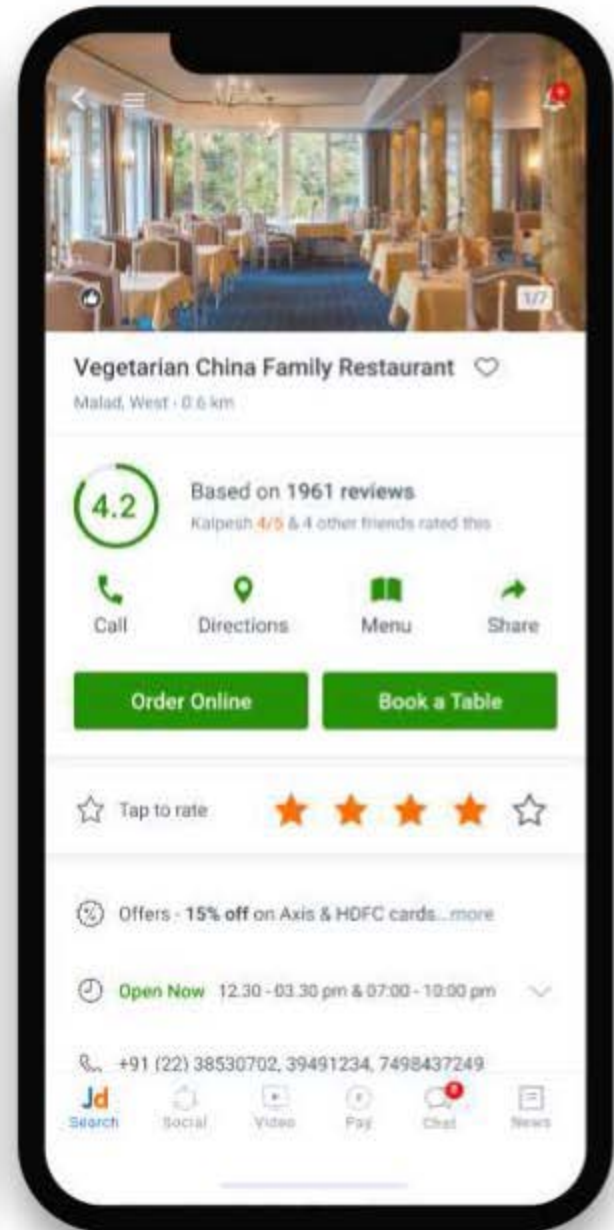 1/7
Vegetarian China Family Restaurant
Malad, West - 0.6 km
4.2
Based on 1961 reviews
Kalpesh 4/5 & 4 other friends rated this
Call
Directions
Menu
Share
Order Online
Book a Table
Tap to rate
Offers - 15% off on Axis & HDFC cards...more
Open Now 12.30 - 03.30 pm & 07:00 - 10:00 pm
+91 (22) 38530702, 39491234, 7498437249
Jd
Search
Social
Video
Pay
Chat
News